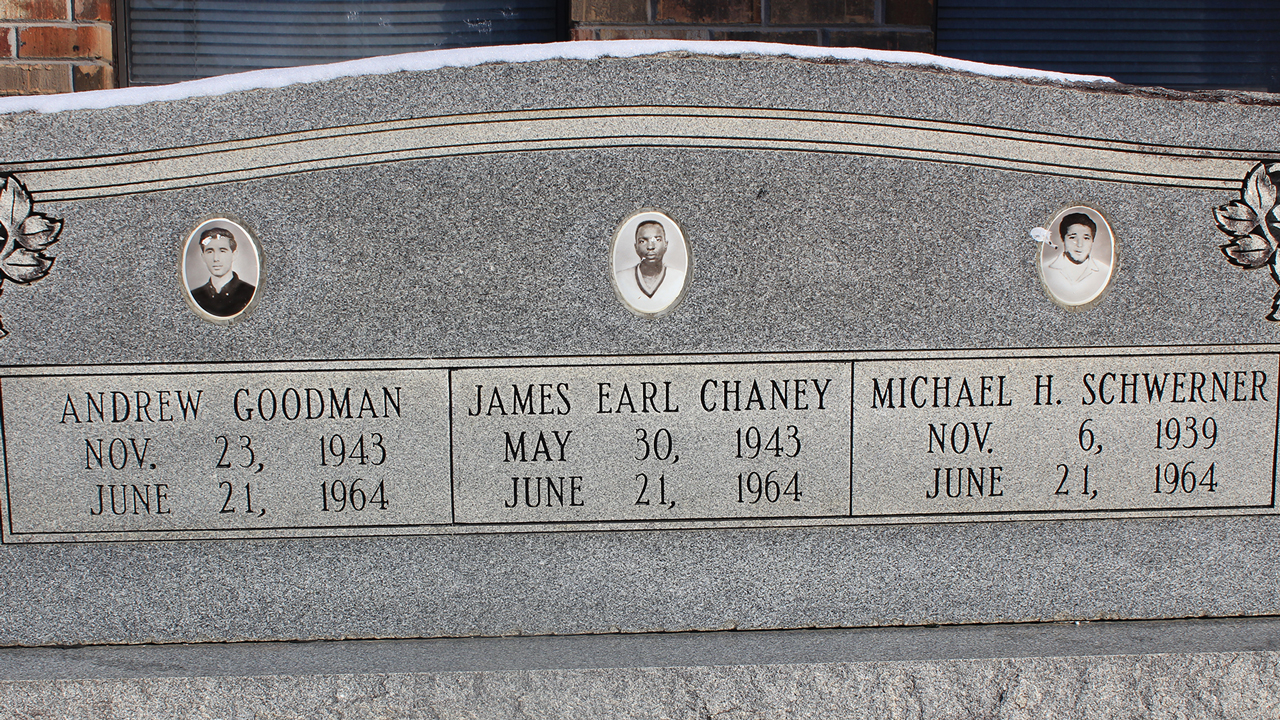 ANDREW GOODMAN
NOV. 23, 1943
JUNE 21, 1964
JAMES EARL CHANEY
MAY 30, 1943
JUNE 21, 1964
MICHAEL H. SCHWERNER
NOV. 6, 1939
JUNE 21, 1964